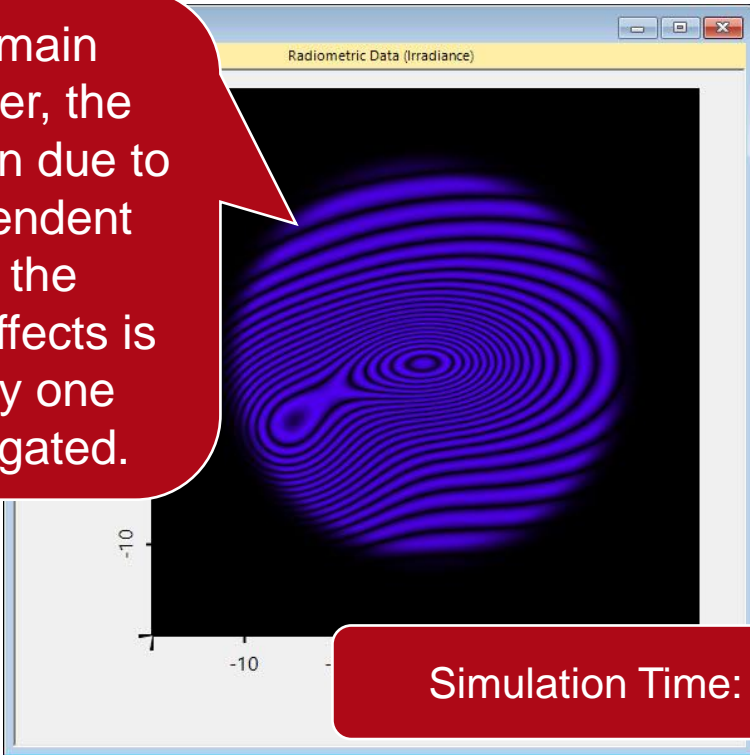 main
er, the
n due to
endent
the
ffects is
y one
gated.
Radiometric Data (Irradiance)
-10
-10
-
Simulation Time: